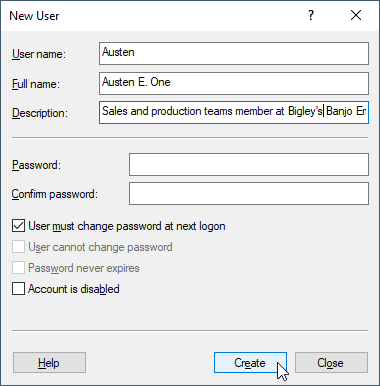 New User
User name: Austen
Full name: Austen E. One
Description: Sales and production teams member at Bigley's Banjo En
Password:
Confirm password:
User must change password at next logon
User cannot change password
Password never expires
Account is disabled
Help Create Close